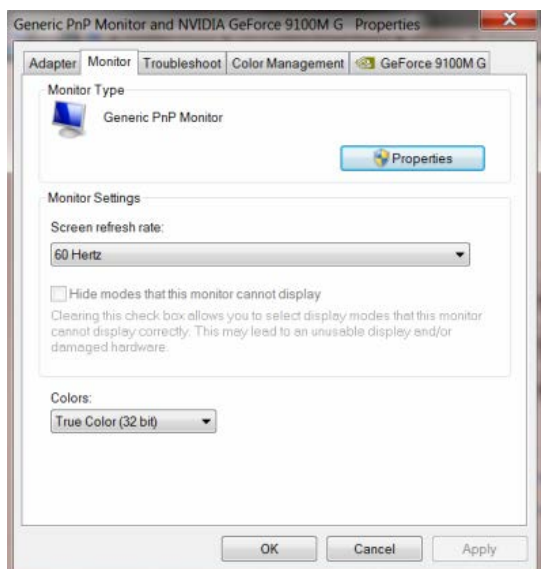 Generic PnP Monitor and NVIDIA GeForce 9100M G Properties
Adapter Monitor Troubleshoot Color Management GeForce 9100M G
Monitor Type
Generic PnP Monitor
Properties
Monitor Settings
Screen refresh rate:
60 Hertz
Hide modes that this monitor cannot display
Clearing this check box allows you to select display modes that this monitor
cannot display correctly. This may lead to an unusable display and/or
damaged hardware.
Colors:
True Color (32 bit)
OK Cancel Apply